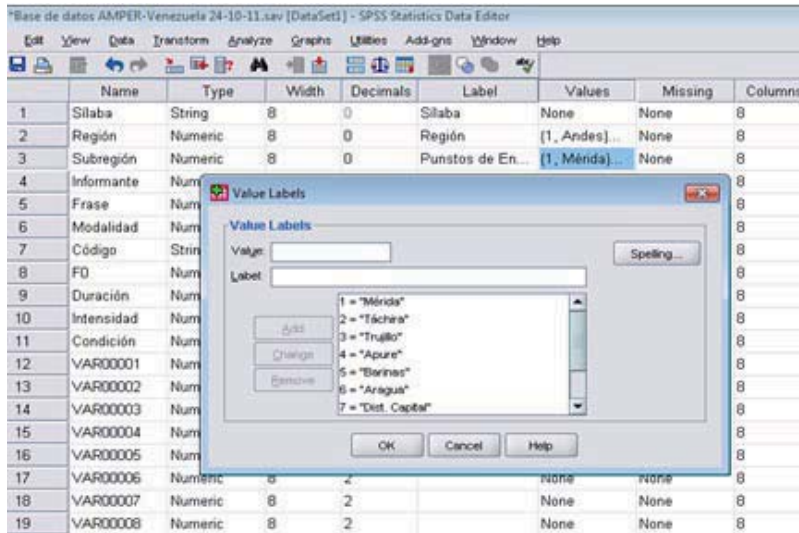 *Base de datos AMPER-Venezuela 24-10-11.sav [DataSet1] - SPSS Statistics Data Editor
Edit View Data Transform Analyze Graphs Utilities Add-ons Window Help
Name Type Width Decimals Label Values Missing Columns
1 Sílaba String 8 0 Sílaba None None 8
2 Región Numeric 8 0 Región {1, Andes}... None 8
3 Subregión Numeric 8 0 Punstos de En... {1, Mérida}... None 8
4 Informante Num 8
5 Frase Num 8
6 Modalidad Num 8
7 Código Strin 8
8 F0 Num 8
9 Duración Num 8
10 Intensidad Num 8
11 Condición Num 8
12 VAR00001 Num 8
13 VAR00002 Num 8
14 VAR00003 Num 8
15 VAR00004 Num 8
16 VAR00005 Num 8
17 VAR00006 Numeric 8 2 None None 8
18 VAR00007 Numeric 8 2 None None 8
19 VAR00008 Numeric 8 2 None None 8
Value Labels
Value Labels
Value:
Label:
Spelling...
Add
Change
Remove
1 = "Mérida"
2 = "Táchira"
3 = "Trujillo"
4 = "Apure"
5 = "Barinas"
6 = "Aragua"
7 = "Dist. Capital"
OK Cancel Help